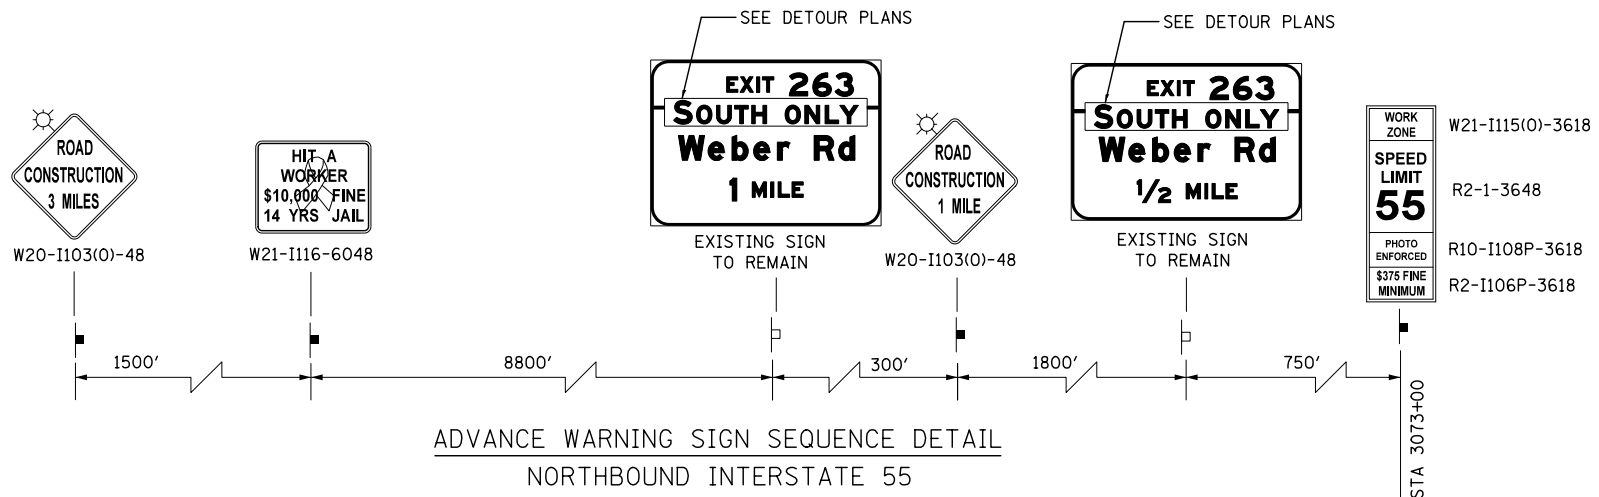 SEE DETOUR PLANS
SEE DETOUR PLANS
ROAD
CONSTRUCTION
3 MILES
W20-I103(O)-48
HIT A
WORKER
$10,000 FINE
14 YRS JAIL
W21-I116-6048
EXIT 263
SOUTH ONLY
Weber Rd
1 MILE
EXISTING SIGN
TO REMAIN
ROAD
CONSTRUCTION
1 MILE
W20-I103(O)-48
EXIT 263
SOUTH ONLY
Weber Rd
1/2 MILE
EXISTING SIGN
TO REMAIN
WORK
ZONE
SPEED
LIMIT
55
PHOTO
ENFORCED
$375 FINE
MINIMUM
W21-I115(O)-3618
R2-1-3648
R10-I108P-3618
R2-I106P-3618
1500'
8800'
300'
1800'
750'
STA 3073+00
ADVANCE WARNING SIGN SEQUENCE DETAIL
NORTHBOUND INTERSTATE 55